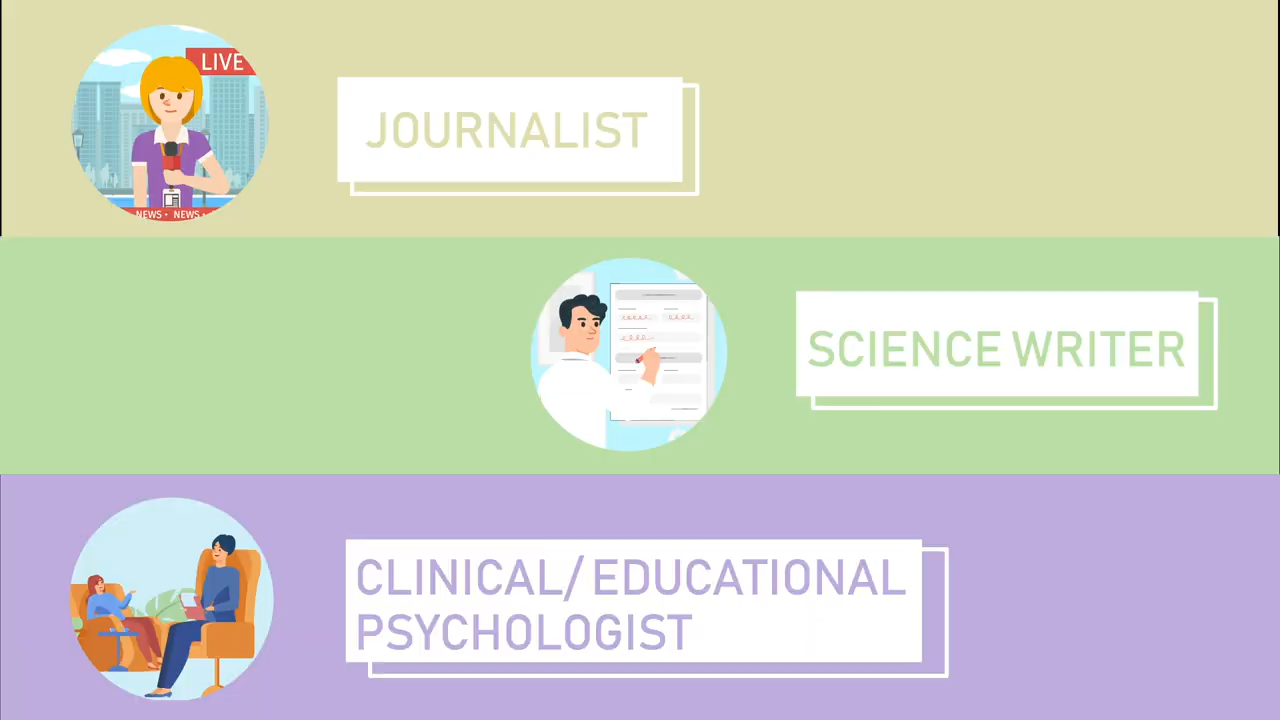 LIVE
JOURNALIST
NEWS • NEWS •
SCIENCE WRITER
CLINICAL/EDUCATIONAL
PSYCHOLOGIST